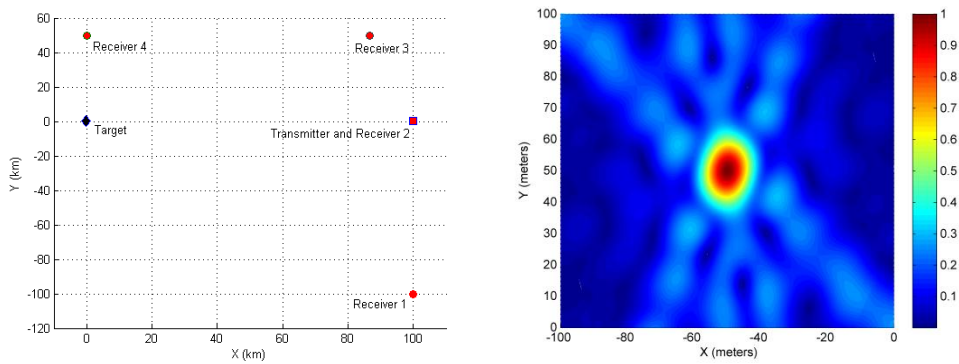 60
40
20
0
-20
-40
-60
-80
-100
-120
Y (km)
Receiver 4
Receiver 3
Target
Transmitter and Receiver 2
Receiver 1
0 20 40 60 80 100
X (km)
100
90
80
70
60
50
40
30
20
10
0
Y (meters)
-100 -80 -60 -40 -20 0
X (meters)
1
0.9
0.8
0.7
0.6
0.5
0.4
0.3
0.2
0.1